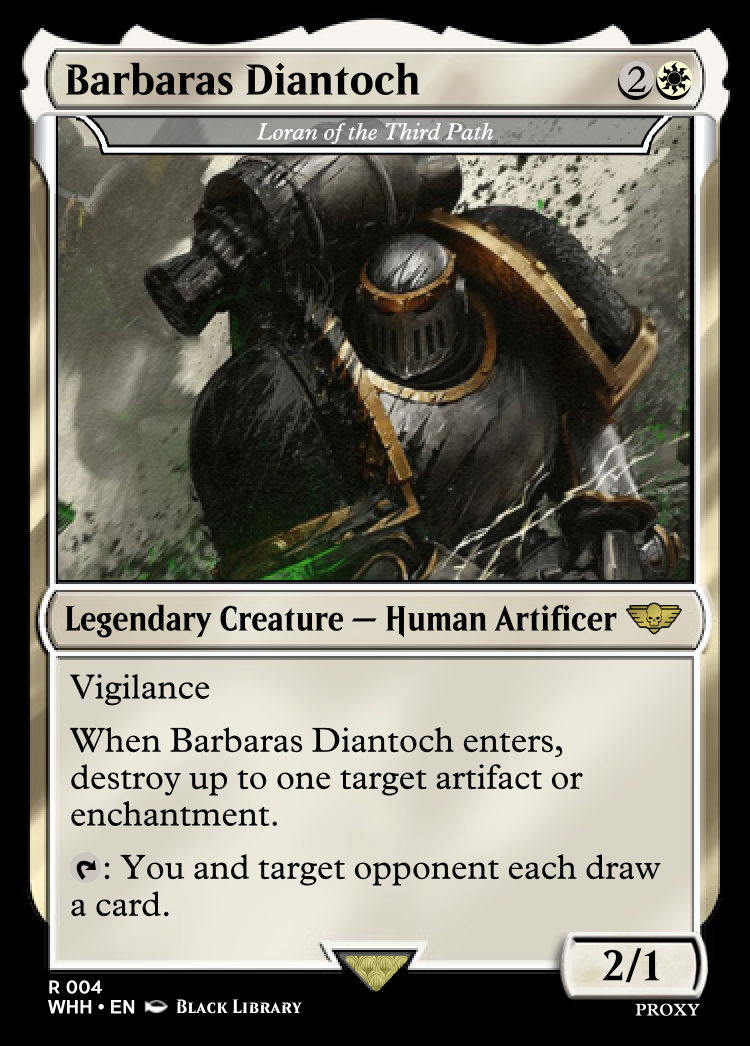 Barbaras Diantoch 2
Loran of the Third Path
Legendary Creature — Human Artificer
Vigilance
When Barbaras Diantoch enters,
destroy up to one target artifact or
enchantment.
: You and target opponent each draw
a card.
2/1
R 004
WHH • EN BLACK LIBRARY
PROXY